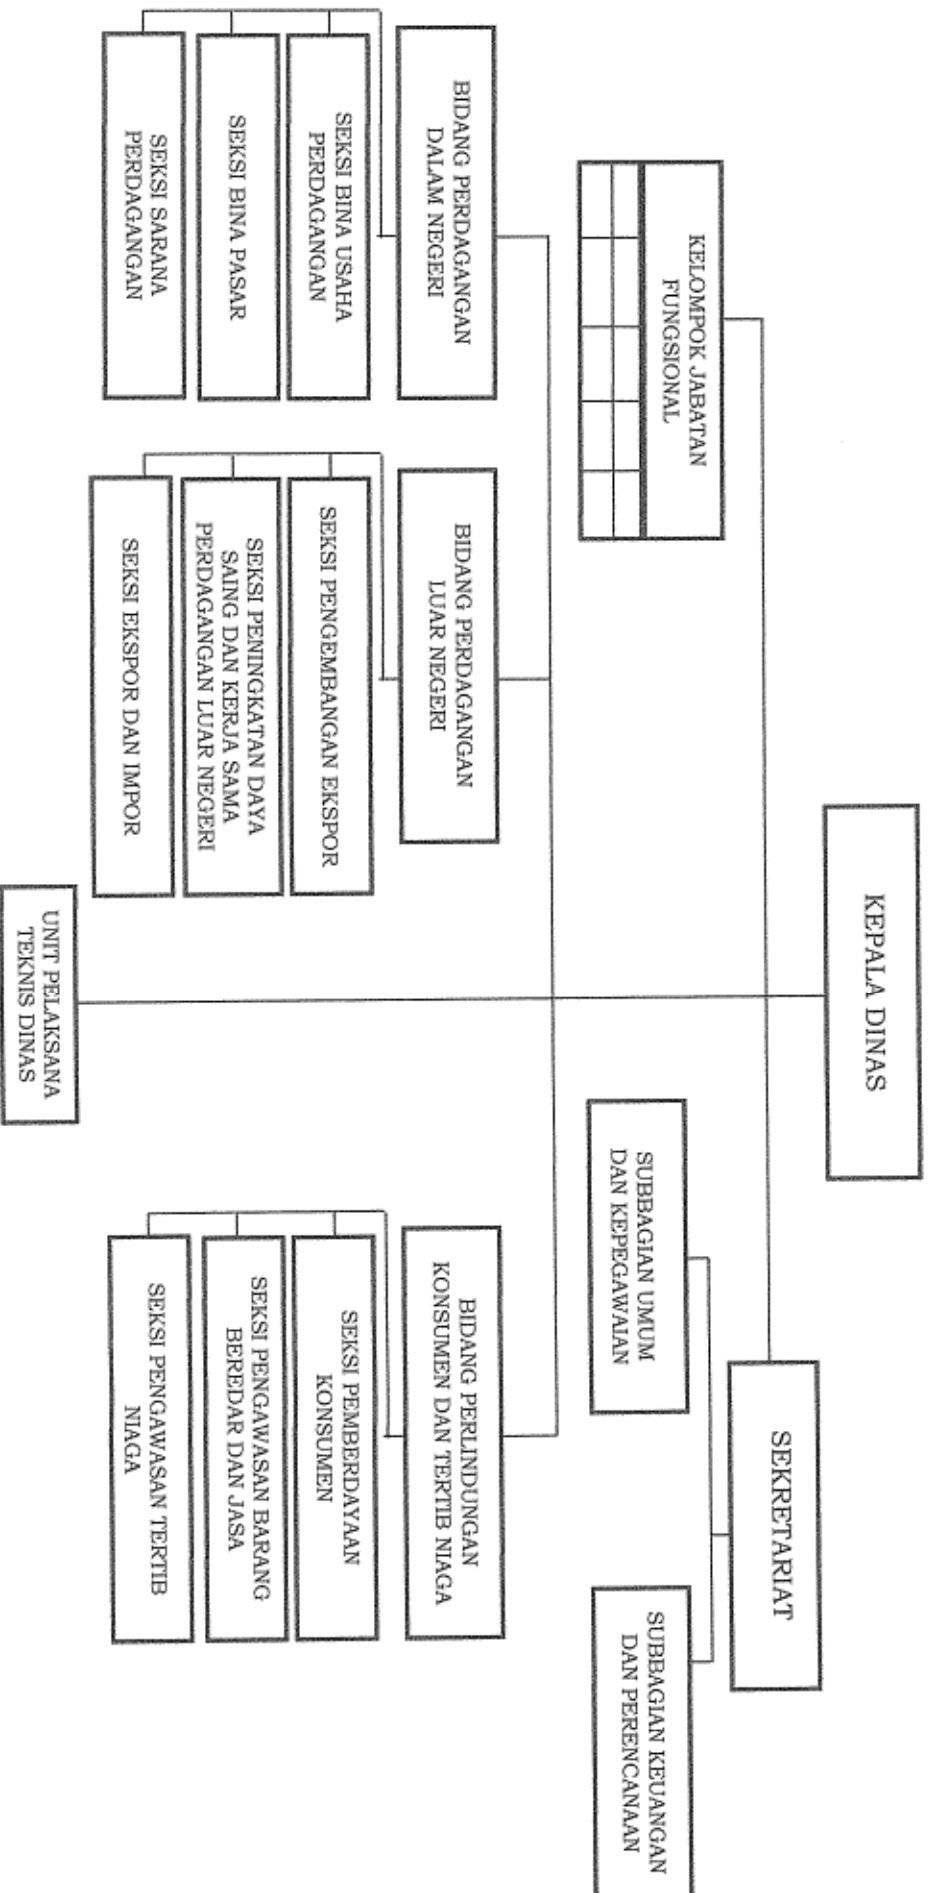 KEPALA DINAS
SEKRETARIAT
KELOMPOK JABATAN
FUNGSIONAL
SUBBAGIAN UMUM
DAN KEPEGAWAIAN
SUBBAGIAN KEUANGAN
DAN PERENCANAAN
BIDANG PERDAGANGAN
DALAM NEGERI
SEKSI BINA USAHA
PERDAGANGAN
SEKSI BINA PASAR
SEKSI SARANA
PERDAGANGAN
BIDANG PERDAGANGAN
LUAR NEGERI
SEKSI PENGEMBANGAN EKSPOR
SEKSI PENINGKATAN DAYA
SAING DAN KERJA SAMA
PERDAGANGAN LUAR NEGERI
SEKSI EKSPOR DAN IMPOR
BIDANG PERLINDUNGAN
KONSUMEN DAN TERTIB NIAGA
SEKSI PEMBERDAYAAN
KONSUMEN
SEKSI PENGAWASAN BARANG
BEREDAR DAN JASA
SEKSI PENGAWASAN TERTIB
NIAGA
UNIT PELAKSANA
TEKNIS DINAS